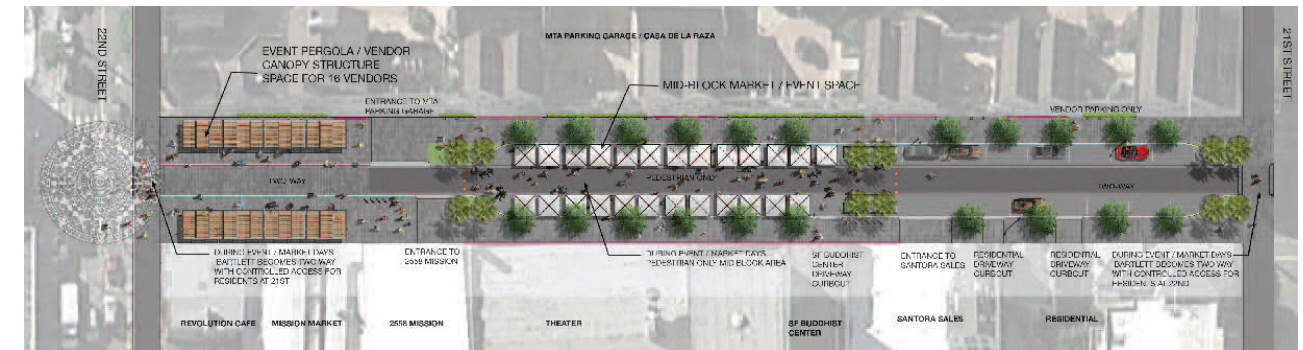 22ND STREET
EVENT PERGOLA / VENDOR
CANOPY STRUCTURE
SPACE FOR 16 VENDORS
ENTRANCE TO MTA
PARKING GARAGE
MTA PARKING GARAGE / CASA DE LA RAZA
MID-BLOCK MARKET / EVENT SPACE
VENDOR PARKING ONLY
21ST STREET
TWO-WAY
PEDESTRIAN ONLY
TWO-WAY
DURING EVENT / MARKET DAYS
BARTLETT BECOMES TWO WAY
WITH CONTROLLED ACCESS FOR
RESIDENTS AT 21ST
ENTRANCE TO
2558 MISSION
DURING EVENT / MARKET DAYS
PEDESTRIAN ONLY MID BLOCK AREA
SF BUDDHIST
CENTER
DRIVEWAY
CURBCUT
ENTRANCE TO
SANTORA SALES
RESIDENTIAL
DRIVEWAY
CURBCUT
RESIDENTIAL
DRIVEWAY
CURBCUT
DURING EVENT / MARKET DAYS
BARTLETT BECOMES TWO WAY
WITH CONTROLLED ACCESS FOR
RESIDENTS AT 22ND
REVOLUTION CAFE
MISSION MARKET
2558 MISSION
THEATER
SF BUDDHIST
CENTER
SANTORA SALES
RESIDENTIAL